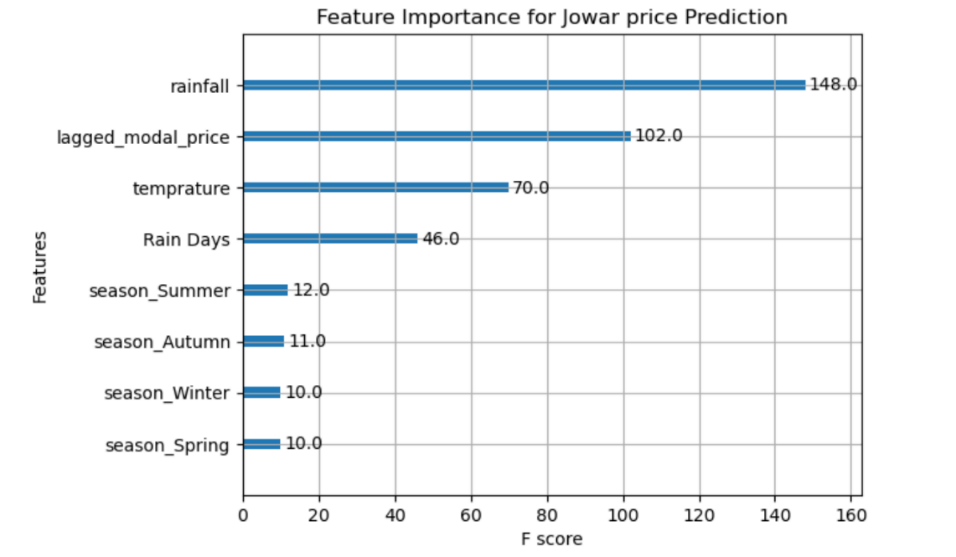 Feature Importance for Jowar price Prediction
rainfall 148.0
lagged_modal_price 102.0
temprature 70.0
Rain Days 46.0
season_Summer 12.0
season_Autumn 11.0
season_Winter 10.0
season_Spring 10.0
Features
0 20 40 60 80 100 120 140 160
F score